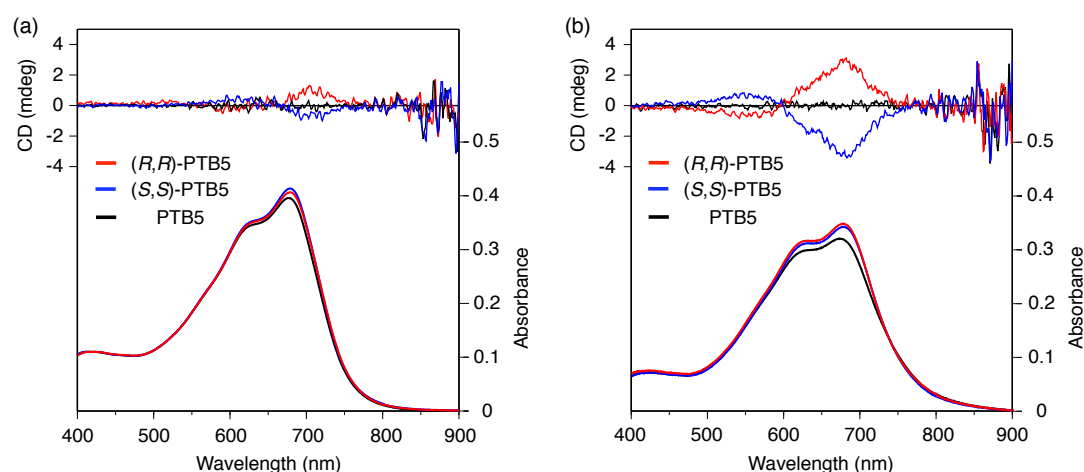 (a)
CD (mdeg)
4
2
0
-2
-4
(R,R)-PTB5
(S,S)-PTB5
PTB5
0.5
0.4
0.3
0.2
0.1
0
Absorbance
400 500 600 700 800 900
Wavelength (nm)
(b)
CD (mdeg)
4
2
0
-2
-4
(R,R)-PTB5
(S,S)-PTB5
PTB5
0.5
0.4
0.3
0.2
0.1
0
Absorbance
400 500 600 700 800 900
Wavelength (nm)